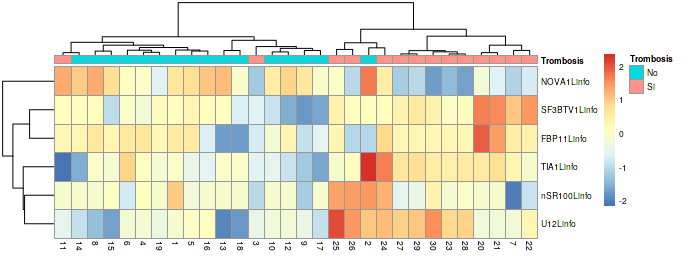 Trombosis
Trombosis
No
SI
NOVA1Linfo
SF3BTV1Linfo
FBP11Linfo
TIA1Linfo
nSR100Linfo
U12Linfo
2
1
0
-1
-2
11 14 8 15 6 4 19 1 5 16 13 18 3 10 12 9 17 25 26 2 24 27 29 30 23 28 20 21 7 22